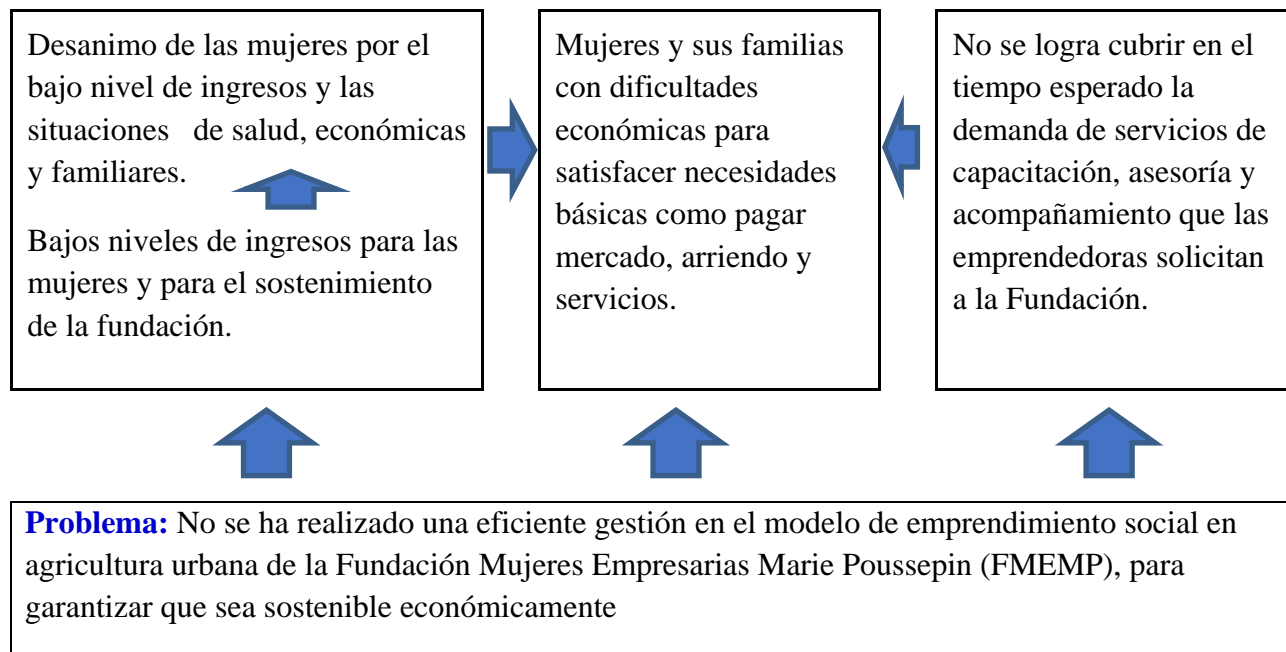 Desanimo de las mujeres por el
bajo nivel de ingresos y las
situaciones de salud, económicas
y familiares.
Bajos niveles de ingresos para las
mujeres y para el sostenimiento
de la fundación.
Mujeres y sus familias
con dificultades
económicas para
satisfacer necesidades
básicas como pagar
mercado, arriendo y
servicios.
No se logra cubrir en el
tiempo esperado la
demanda de servicios de
capacitación, asesoría y
acompañamiento que las
emprendedoras solicitan
a la Fundación.
Problema: No se ha realizado una eficiente gestión en el modelo de emprendimiento social en
agricultura urbana de la Fundación Mujeres Empresarias Marie Poussepin (FMEMP), para
garantizar que sea sostenible económicamente